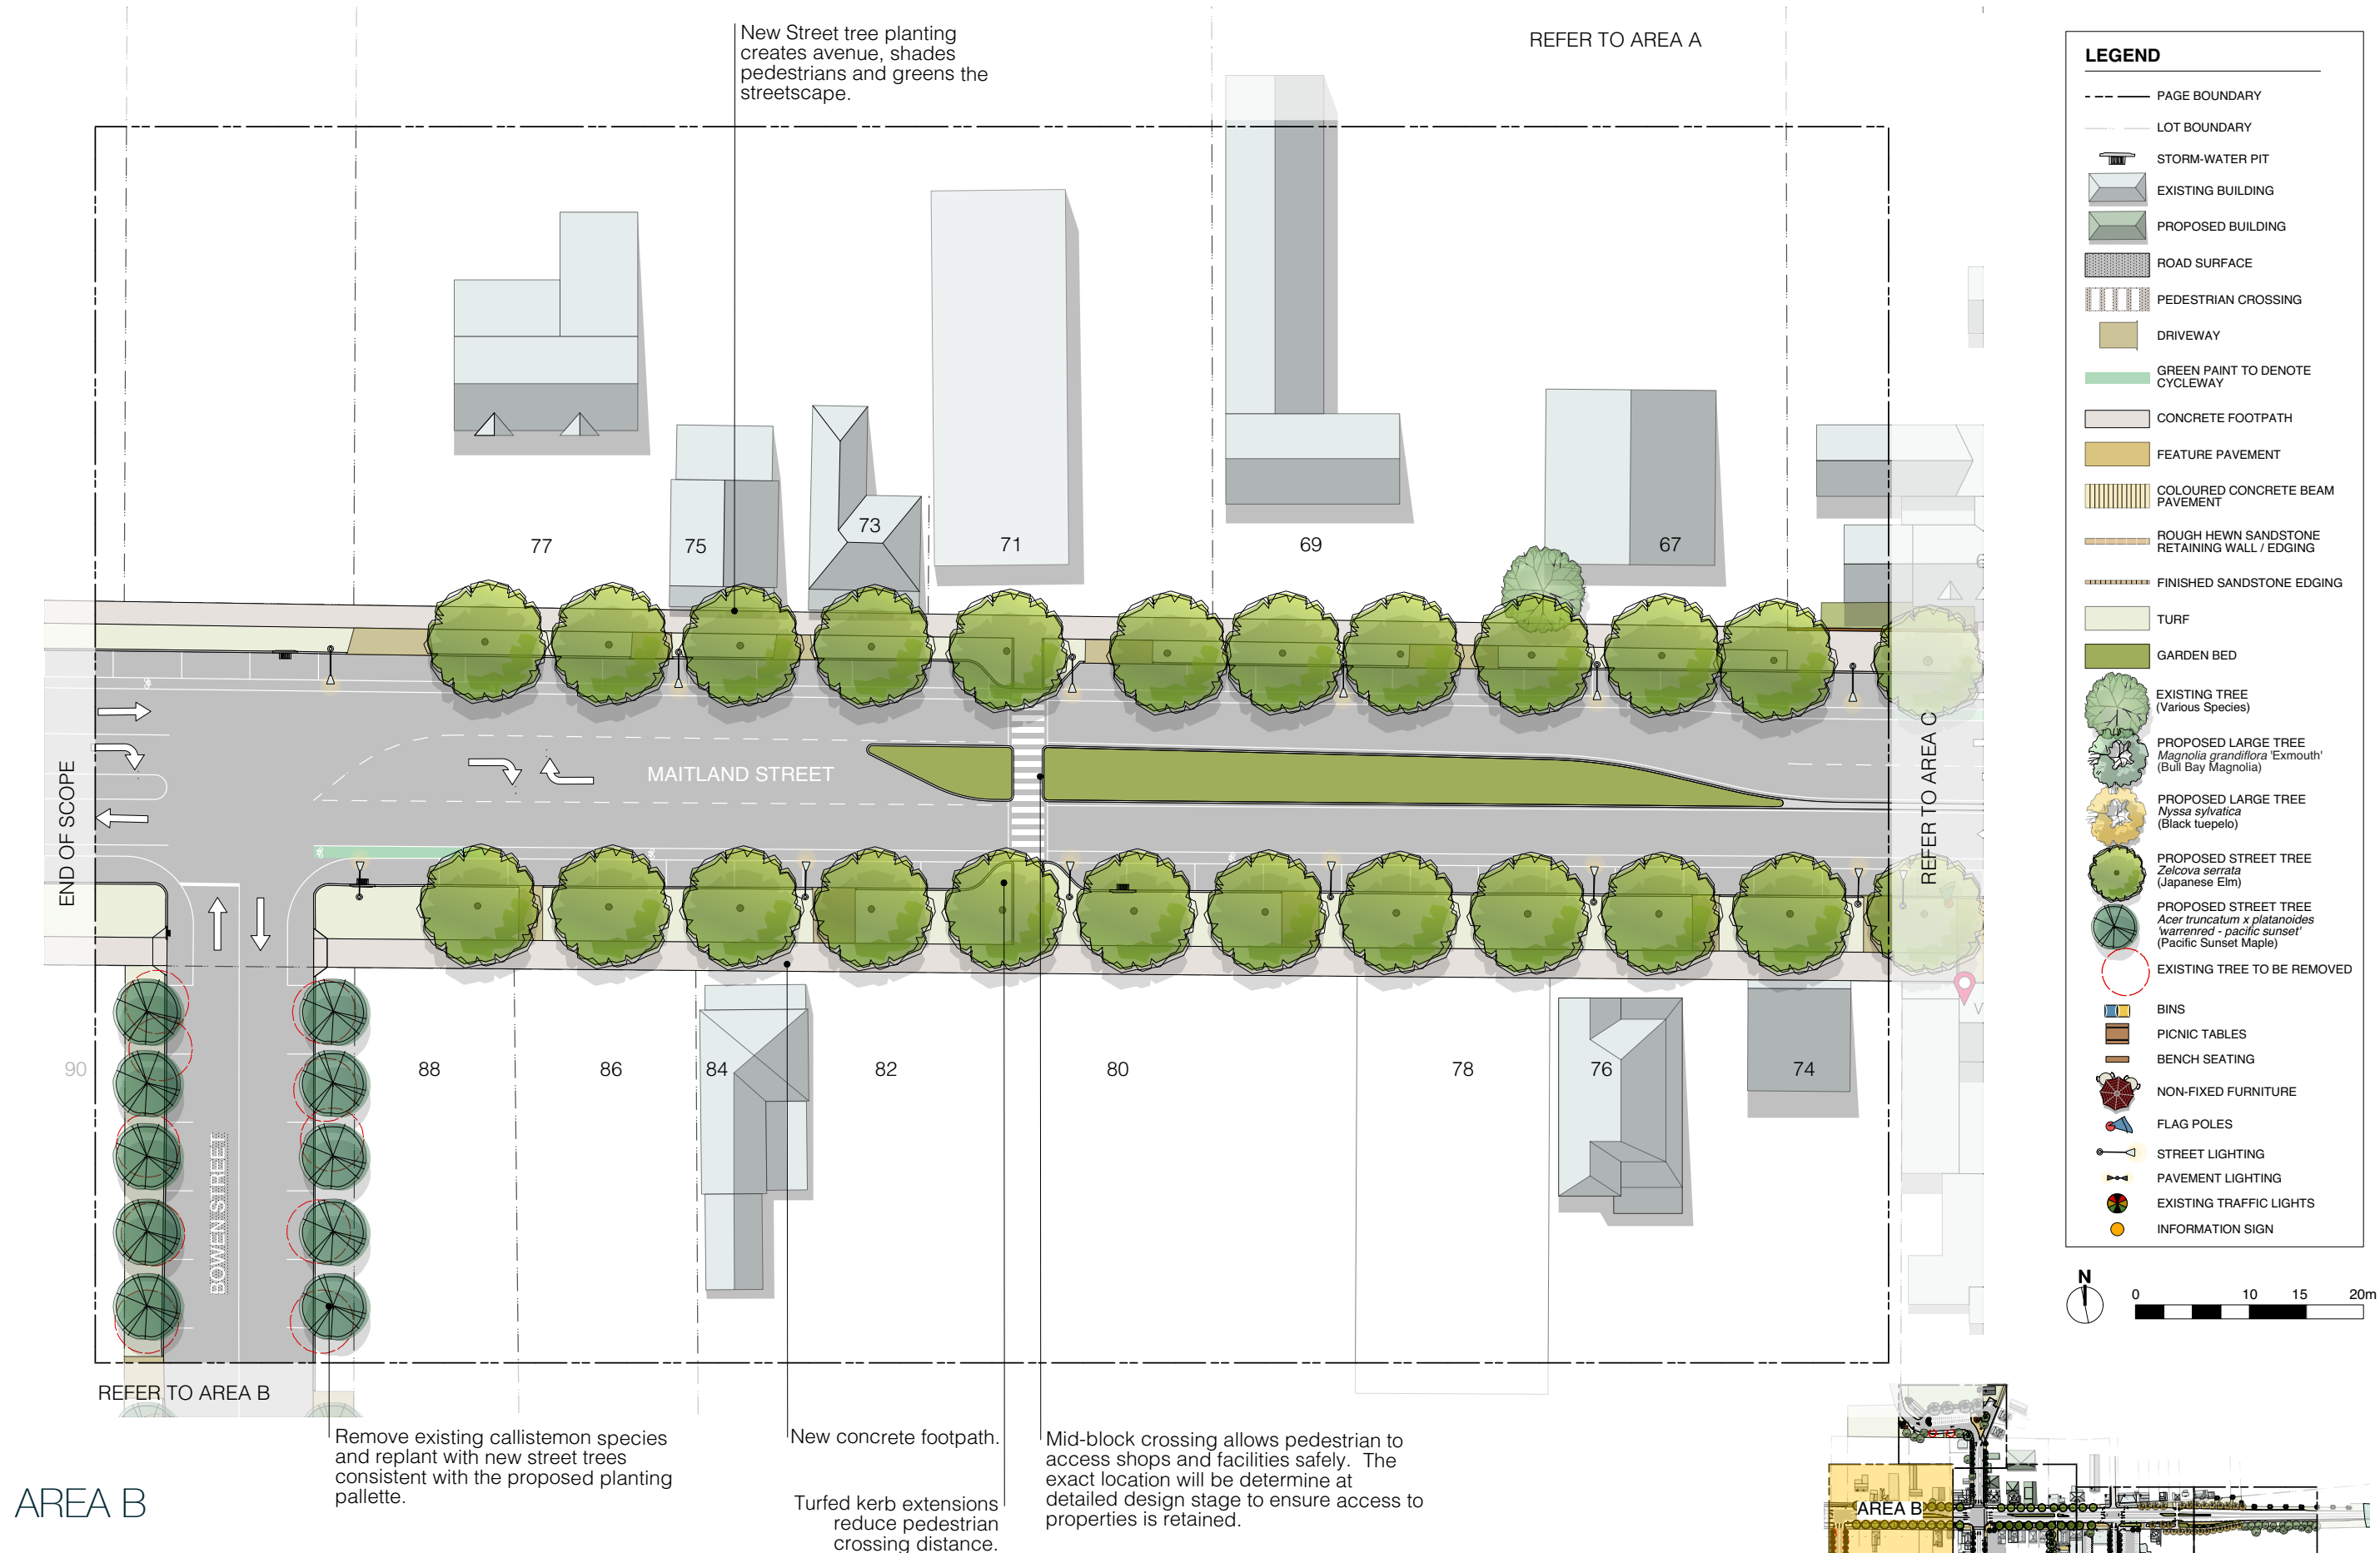 New Street tree planting
creates avenue, shades
pedestrians and greens the
streetscape.
REFER TO AREA A
77
75
73
71
69
67
END OF SCOPE
MAITLAND STREET
REFER TO AREA C
BOWEN STREET
90
88
86
84
82
80
78
76
74
REFER TO AREA B
Remove existing callistemon species
and replant with new street trees
consistent with the proposed planting
pallette.
New concrete footpath.
Turfed kerb extensions
reduce pedestrian
crossing distance.
Mid-block crossing allows pedestrian to
access shops and facilities safely.  The
exact location will be determine at
detailed design stage to ensure access to
properties is retained.
AREA B
LEGEND
PAGE BOUNDARY
LOT BOUNDARY
STORM-WATER PIT
EXISTING BUILDING
PROPOSED BUILDING
ROAD SURFACE
PEDESTRIAN CROSSING
DRIVEWAY
GREEN PAINT TO DENOTE
CYCLEWAY
CONCRETE FOOTPATH
FEATURE PAVEMENT
COLOURED CONCRETE BEAM
PAVEMENT
ROUGH HEWN SANDSTONE
RETAINING WALL / EDGING
FINISHED SANDSTONE EDGING
TURF
GARDEN BED
EXISTING TREE
(Various Species)
PROPOSED LARGE TREE
Magnolia grandiflora 'Exmouth'
(Bull Bay Magnolia)
PROPOSED LARGE TREE
Nyssa sylvatica
(Black tuepelo)
PROPOSED STREET TREE
Zelcova serrata
(Japanese Elm)
PROPOSED STREET TREE
Acer truncatum x platanoides
'warrenred - pacific sunset'
(Pacific Sunset Maple)
EXISTING TREE TO BE REMOVED
BINS
PICNIC TABLES
BENCH SEATING
NON-FIXED FURNITURE
FLAG POLES
STREET LIGHTING
PAVEMENT LIGHTING
EXISTING TRAFFIC LIGHTS
INFORMATION SIGN
N
0 10 15 20m
AREA B